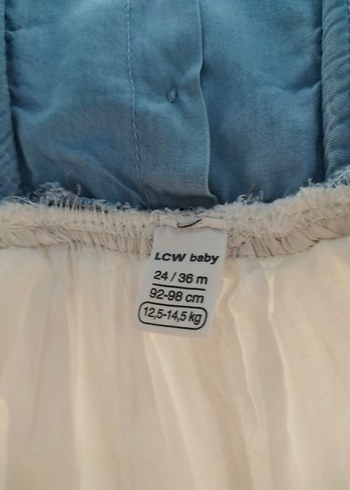 LCW baby
24 / 36 m
92-98 cm
12,5-14,5 kg